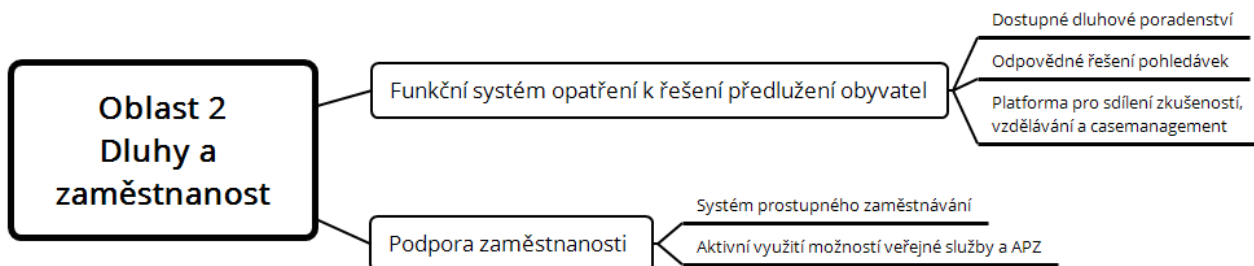 Oblast 2
Dluhy a
zaměstnanost
Funkční systém opatření k řešení předlužení obyvatel
Dostupné dluhové poradenství
Odpovědné řešení pohledávek
Platforma pro sdílení zkušeností,
vzdělávání a casemanagement
Podpora zaměstnanosti
Systém prostupného zaměstnávání
Aktivní využití možností veřejné služby a APZ